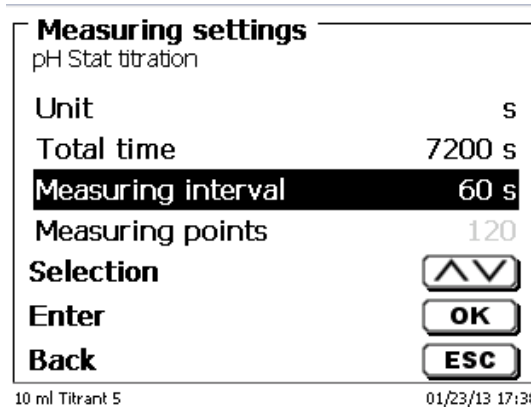 Measuring settings
pH Stat titration
Unit s
Total time 7200 s
Measuring interval 60 s
Measuring points 120
Selection
Enter OK
Back ESC
10 ml Titrant 5 01/23/13